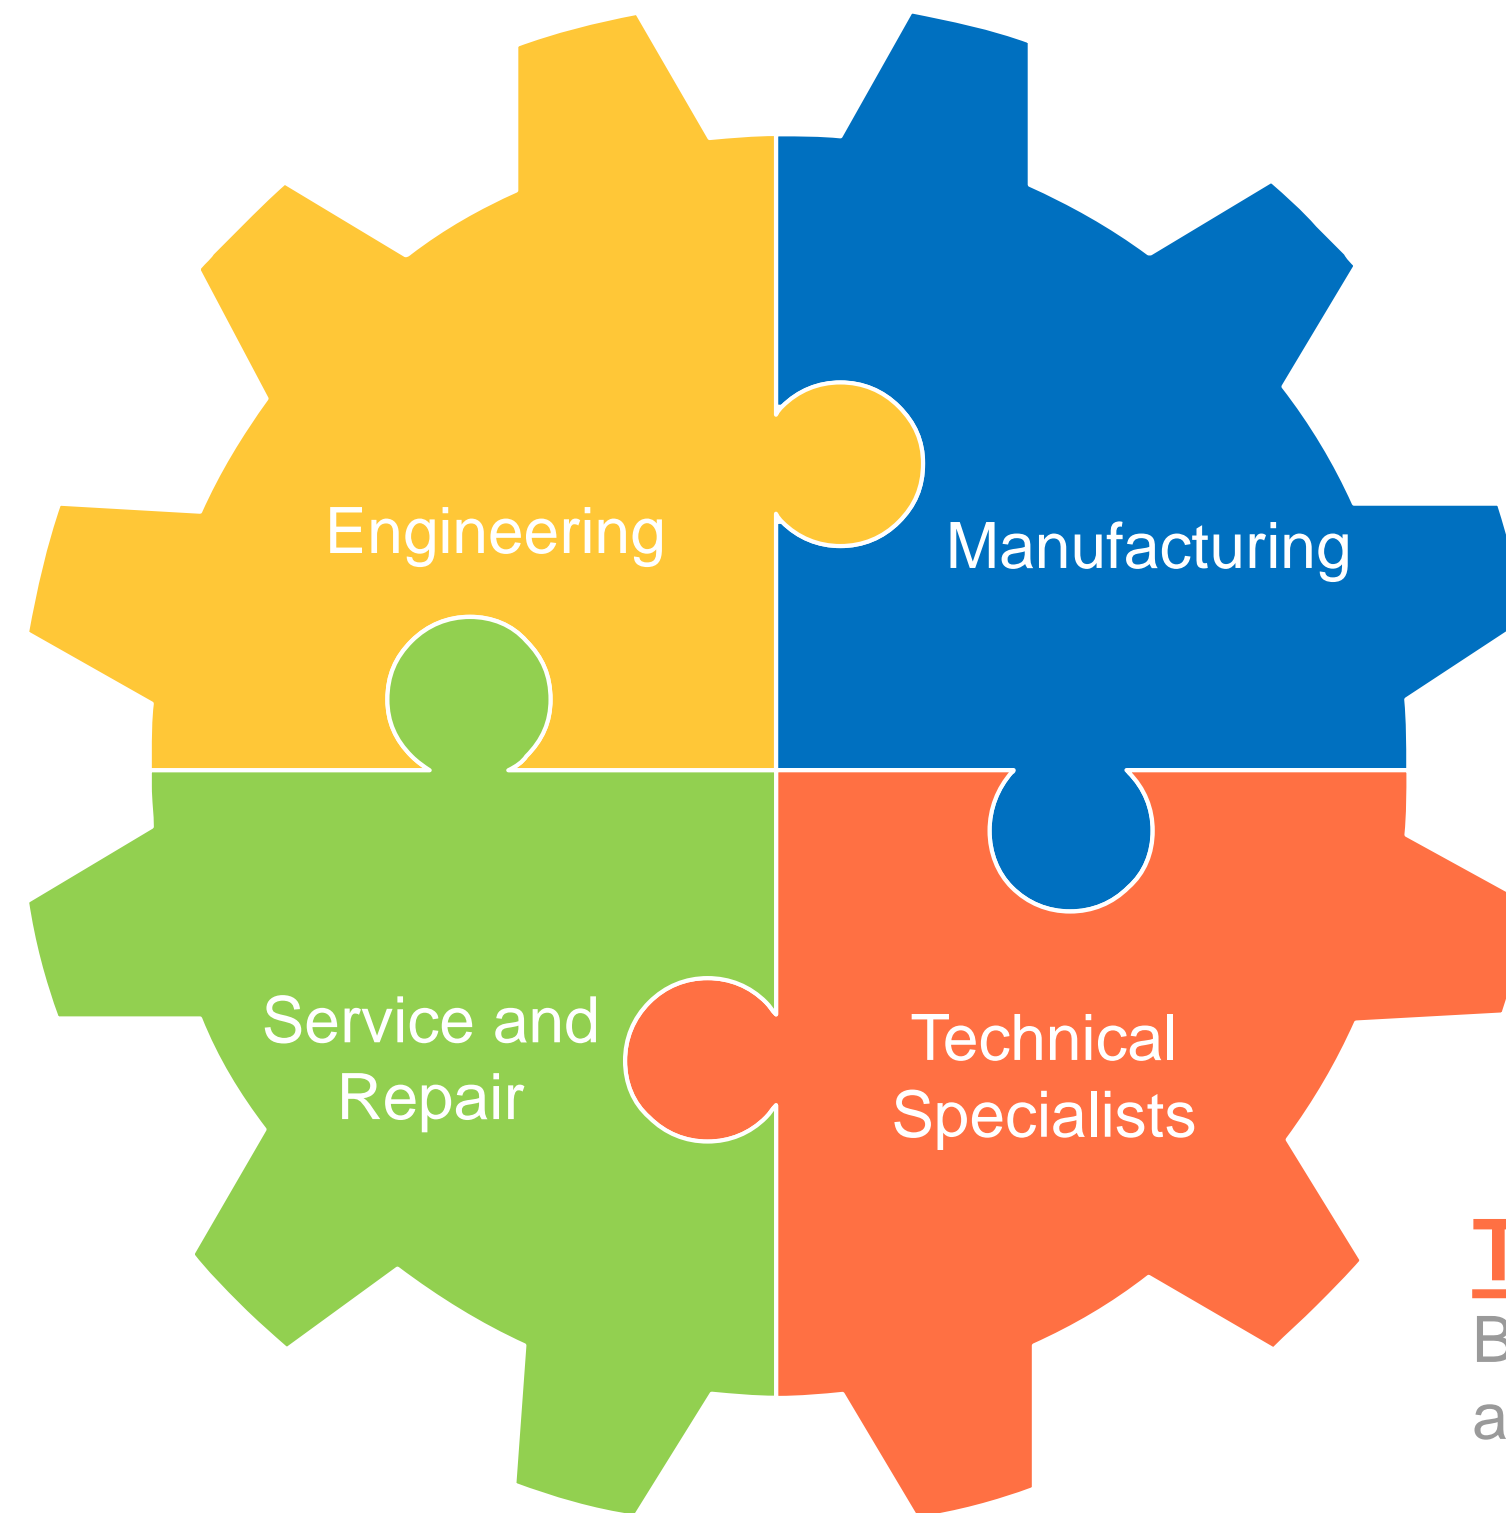 Engineering
Manufacturing
Service and
Repair
Technical
Specialists
T
B
a